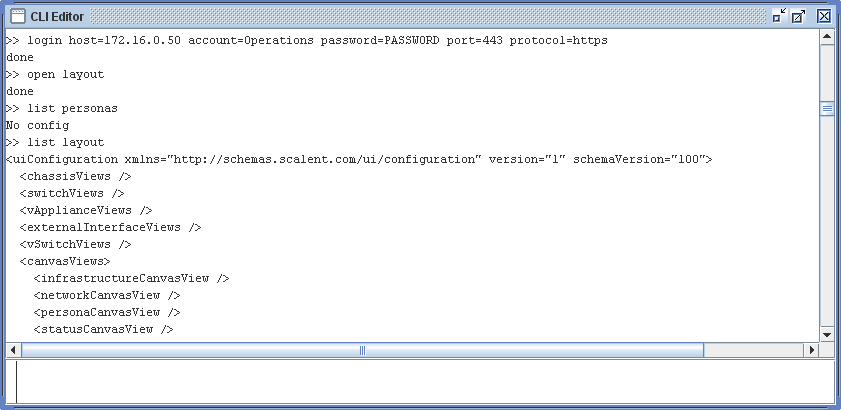 CLI Editor
>> login host=172.16.0.50 account=Operations password=PASSWORD port=443 protocol=https
done
>> open layout
done
>> list personas
No config
>> list layout
<uiConfiguration xmlns="http://schemas.scalent.com/ui/configuration" version="1" schemaVersion="100">
  <chassisViews />
  <switchViews />
  <vApplianceViews />
  <externalInterfaceViews />
  <vSwitchViews />
  <canvasViews>
    <infrastructureCanvasView />
    <networkCanvasView />
    <personaCanvasView />
    <statusCanvasView />